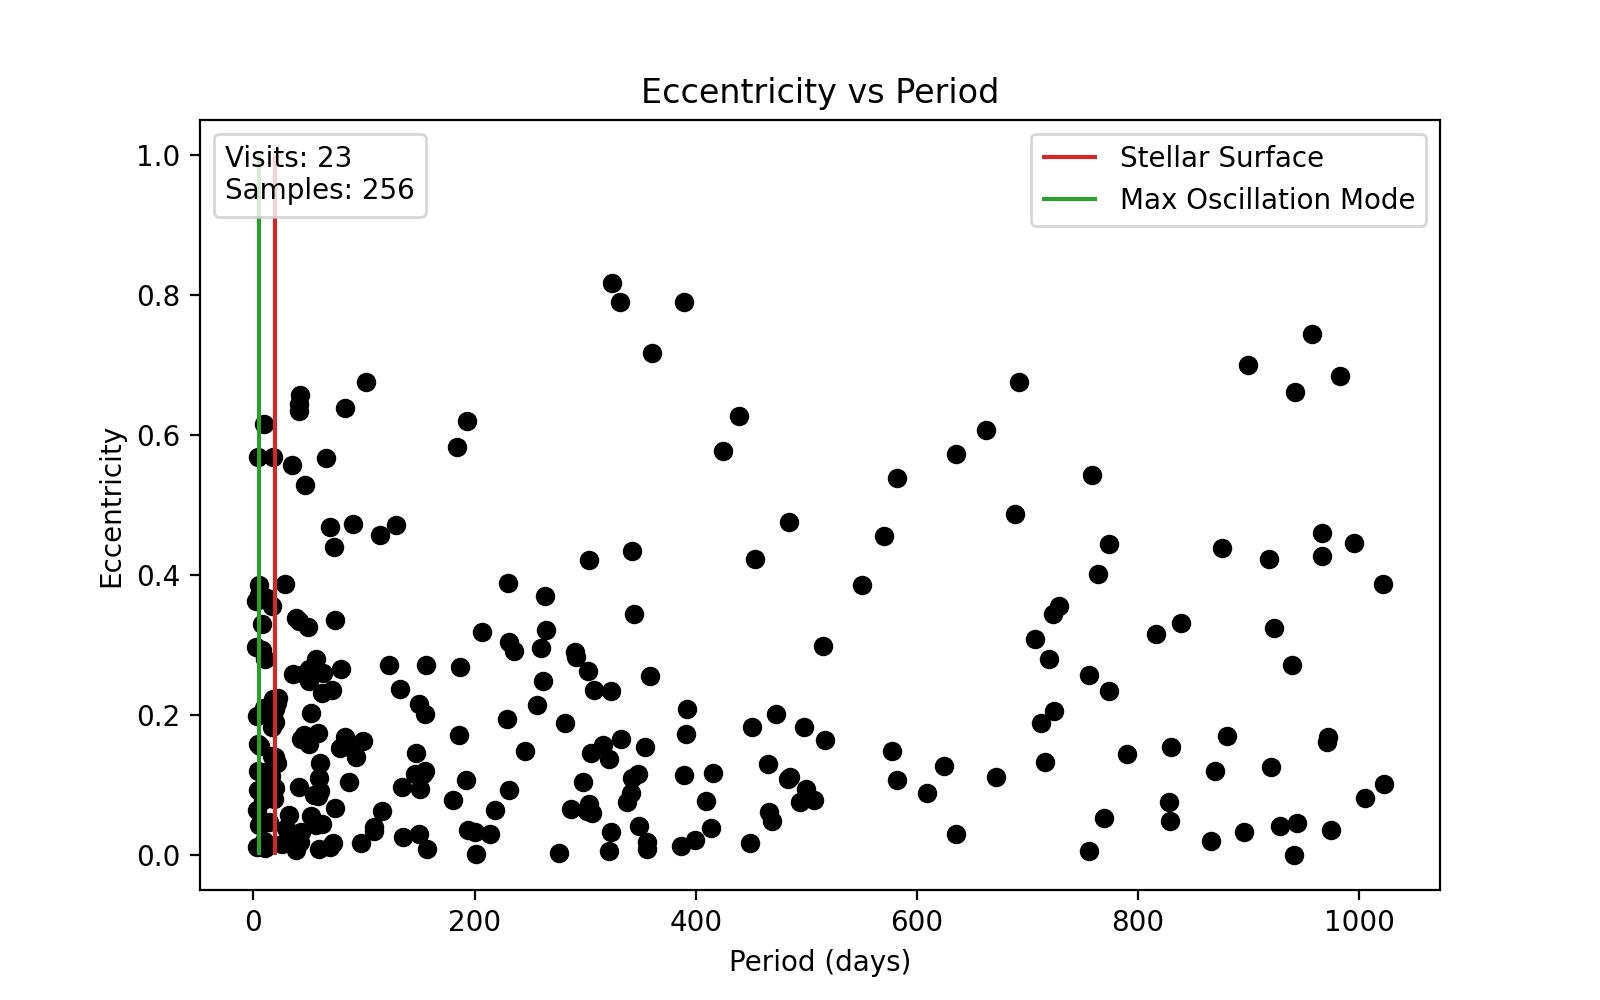 Eccentricity vs Period
Visits: 23
Samples: 256
Stellar Surface
Max Oscillation Mode
1.0
0.8
0.6
0.4
0.2
0.0
Eccentricity
0 200 400 600 800 1000
Period (days)